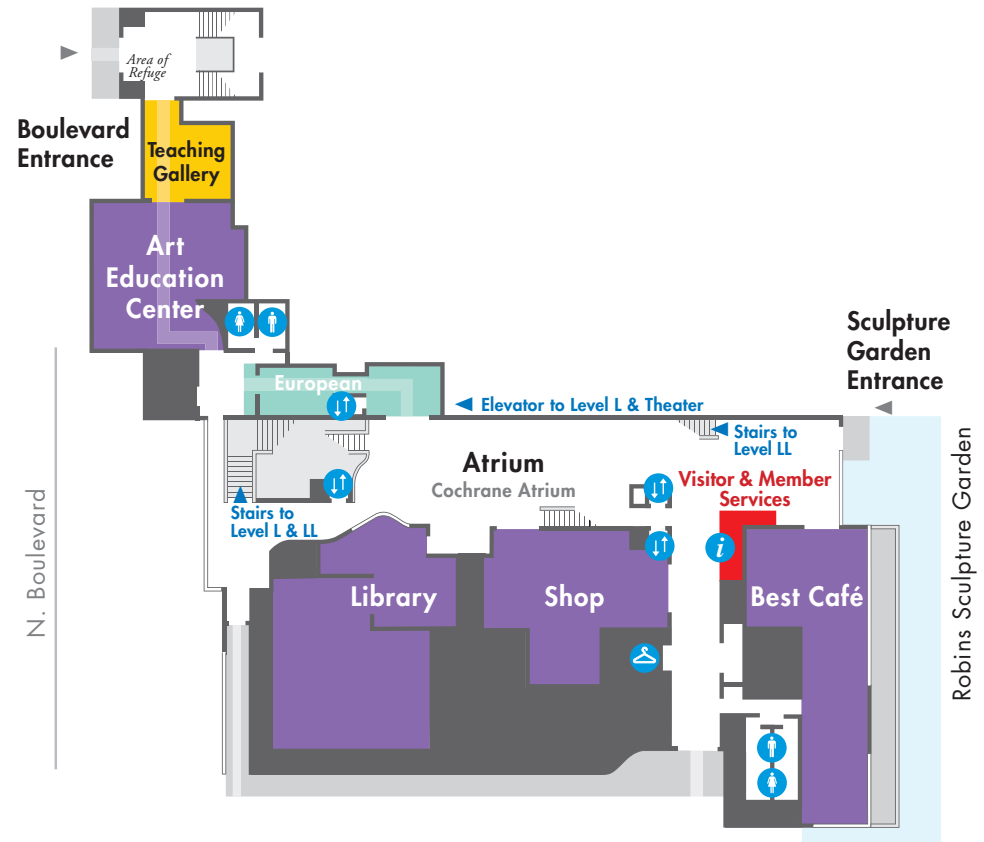 Area of
Refuge
Boulevard
Entrance
Teaching
Gallery
Art
Education
Center
Sculpture
Garden
Entrance
European
Elevator to Level L & Theater
Stairs to
Level LL
Atrium
Cochrane Atrium
Visitor & Member
Services
Stairs to
Level L & LL
i
Library
Shop
Best Café
N. Boulevard
Robins Sculpture Garden